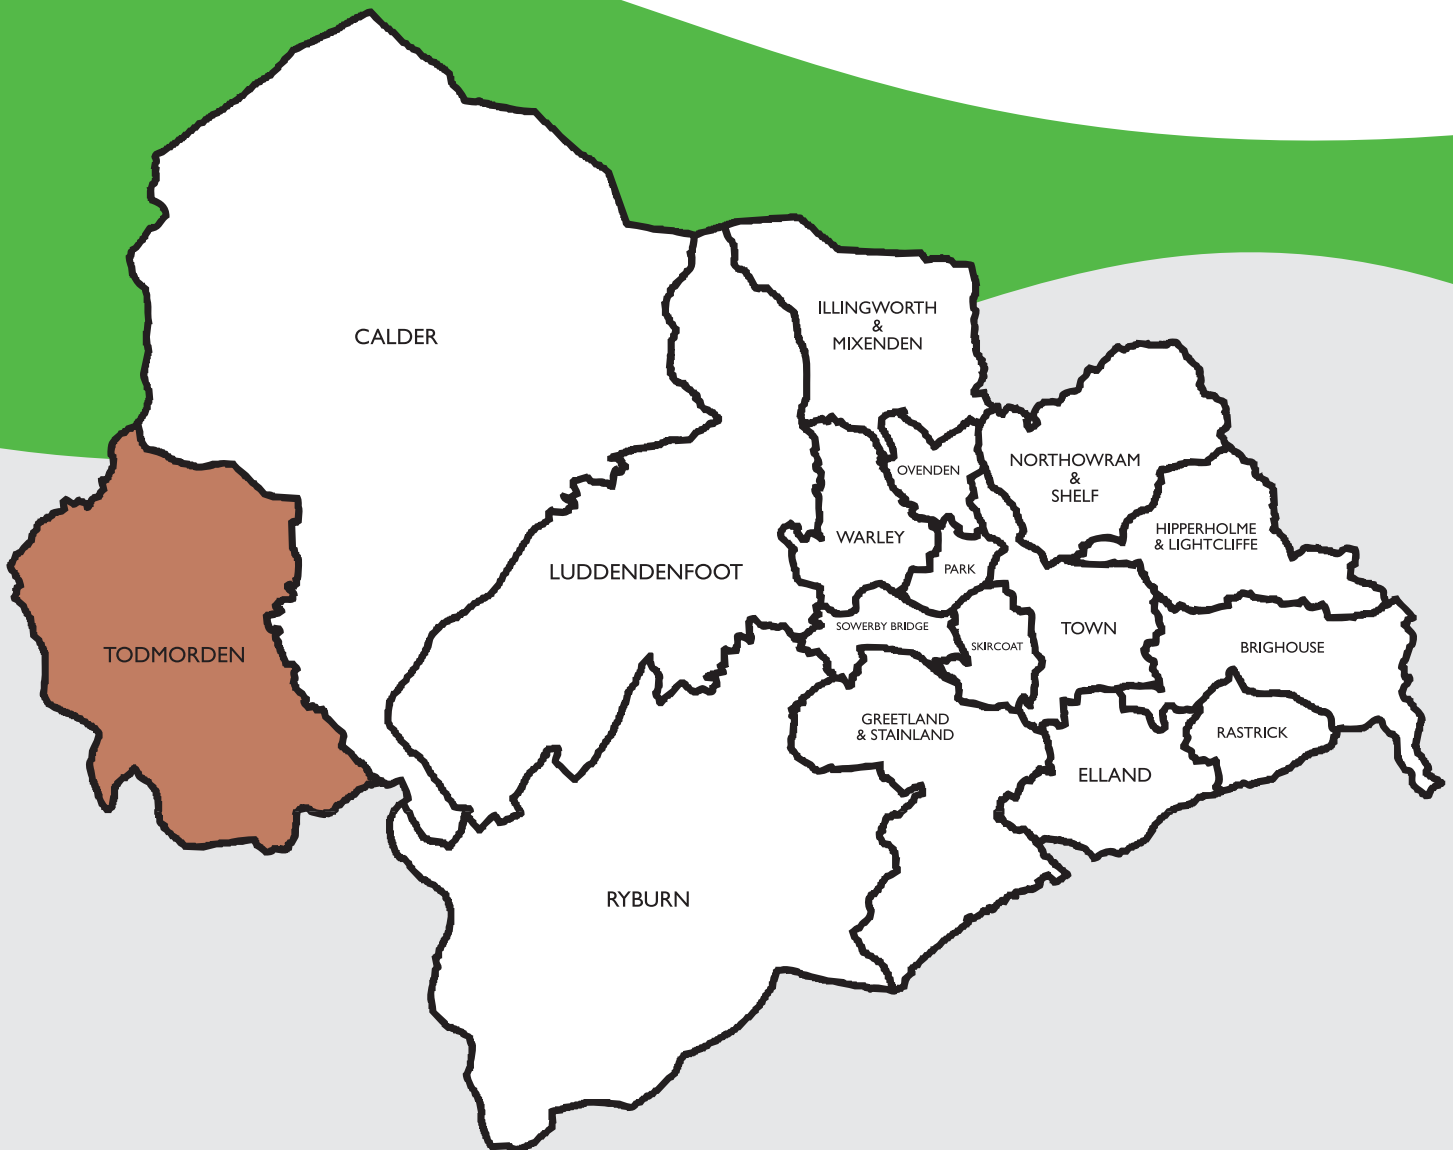 CALDER
ILLINGWORTH
&
MIXENDEN
OVENDEN
NORTHOWRAM
&
SHELF
HIPPERHOLME
& LIGHTCLIFFE
WARLEY
PARK
LUDDENDENFOOT
SOWERBY BRIDGE
SKIRCOAT
TOWN
BRIGHOUSE
TODMORDEN
GREETLAND
& STAINLAND
RASTRICK
ELLAND
RYBURN